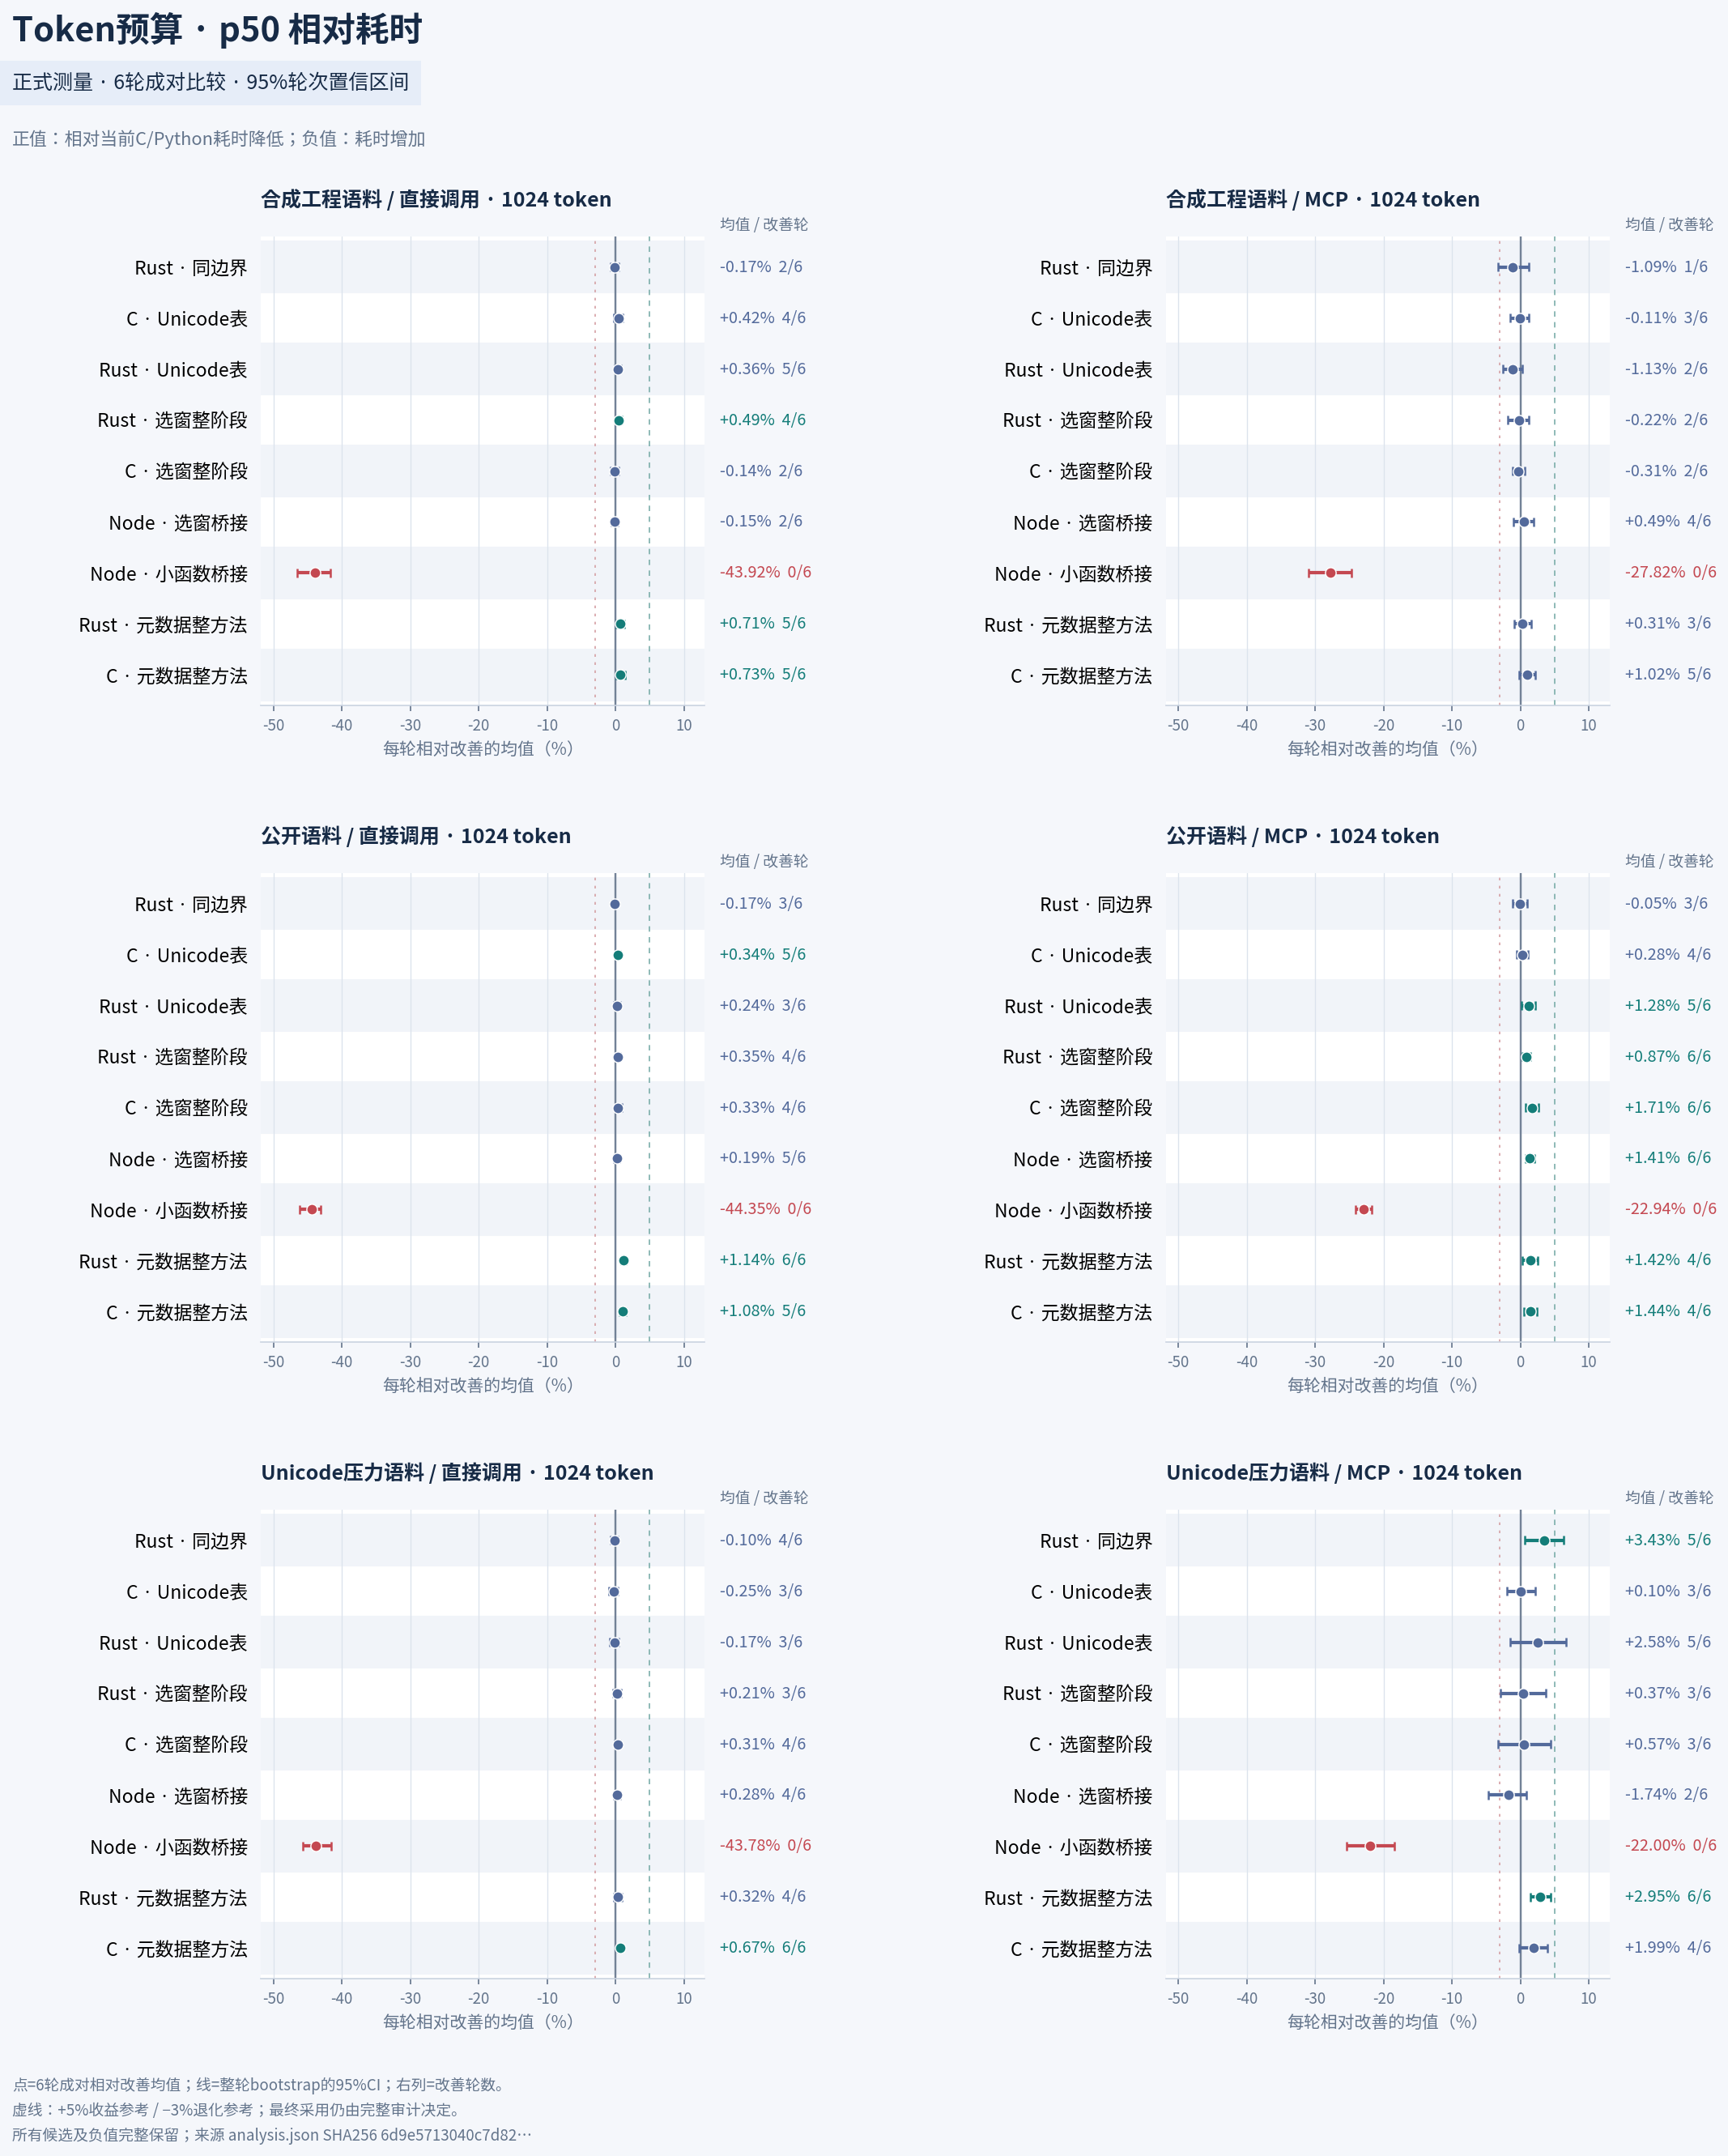 Token预算 · p50 相对耗时
正式测量 · 6轮成对比较 · 95%轮次置信区间
正值：相对当前C/Python耗时降低；负值：耗时增加
合成工程语料 / 直接调用 · 1024 token
均值 / 改善轮
Rust · 同边界 -0.17% 2/6
C · Unicode表 +0.42% 4/6
Rust · Unicode表 +0.36% 5/6
Rust · 选窗整阶段 +0.49% 4/6
C · 选窗整阶段 -0.14% 2/6
Node · 选窗桥接 -0.15% 2/6
Node · 小函数桥接 -43.92% 0/6
Rust · 元数据整方法 +0.71% 5/6
C · 元数据整方法 +0.73% 5/6
-50 -40 -30 -20 -10 0 10
每轮相对改善的均值（%）
合成工程语料 / MCP · 1024 token
均值 / 改善轮
Rust · 同边界 -1.09% 1/6
C · Unicode表 -0.11% 3/6
Rust · Unicode表 -1.13% 2/6
Rust · 选窗整阶段 -0.22% 2/6
C · 选窗整阶段 -0.31% 2/6
Node · 选窗桥接 +0.49% 4/6
Node · 小函数桥接 -27.82% 0/6
Rust · 元数据整方法 +0.31% 3/6
C · 元数据整方法 +1.02% 5/6
-50 -40 -30 -20 -10 0 10
每轮相对改善的均值（%）
公开语料 / 直接调用 · 1024 token
均值 / 改善轮
Rust · 同边界 -0.17% 3/6
C · Unicode表 +0.34% 5/6
Rust · Unicode表 +0.24% 3/6
Rust · 选窗整阶段 +0.35% 4/6
C · 选窗整阶段 +0.33% 4/6
Node · 选窗桥接 +0.19% 5/6
Node · 小函数桥接 -44.35% 0/6
Rust · 元数据整方法 +1.14% 6/6
C · 元数据整方法 +1.08% 5/6
-50 -40 -30 -20 -10 0 10
每轮相对改善的均值（%）
公开语料 / MCP · 1024 token
均值 / 改善轮
Rust · 同边界 -0.05% 3/6
C · Unicode表 +0.28% 4/6
Rust · Unicode表 +1.28% 5/6
Rust · 选窗整阶段 +0.87% 6/6
C · 选窗整阶段 +1.71% 6/6
Node · 选窗桥接 +1.41% 6/6
Node · 小函数桥接 -22.94% 0/6
Rust · 元数据整方法 +1.42% 4/6
C · 元数据整方法 +1.44% 4/6
-50 -40 -30 -20 -10 0 10
每轮相对改善的均值（%）
Unicode压力语料 / 直接调用 · 1024 token
均值 / 改善轮
Rust · 同边界 -0.10% 4/6
C · Unicode表 -0.25% 3/6
Rust · Unicode表 -0.17% 3/6
Rust · 选窗整阶段 +0.21% 3/6
C · 选窗整阶段 +0.31% 4/6
Node · 选窗桥接 +0.28% 4/6
Node · 小函数桥接 -43.78% 0/6
Rust · 元数据整方法 +0.32% 4/6
C · 元数据整方法 +0.67% 6/6
-50 -40 -30 -20 -10 0 10
每轮相对改善的均值（%）
Unicode压力语料 / MCP · 1024 token
均值 / 改善轮
Rust · 同边界 +3.43% 5/6
C · Unicode表 +0.10% 3/6
Rust · Unicode表 +2.58% 5/6
Rust · 选窗整阶段 +0.37% 3/6
C · 选窗整阶段 +0.57% 3/6
Node · 选窗桥接 -1.74% 2/6
Node · 小函数桥接 -22.00% 0/6
Rust · 元数据整方法 +2.95% 6/6
C · 元数据整方法 +1.99% 4/6
-50 -40 -30 -20 -10 0 10
每轮相对改善的均值（%）
点=6轮成对相对改善均值；线=整轮bootstrap的95%CI；右列=改善轮数。
虚线：+5%收益参考 / −3%退化参考；最终采用仍由完整审计决定。
所有候选及负值完整保留；来源 analysis.json SHA256 6d9e5713040c7d82…